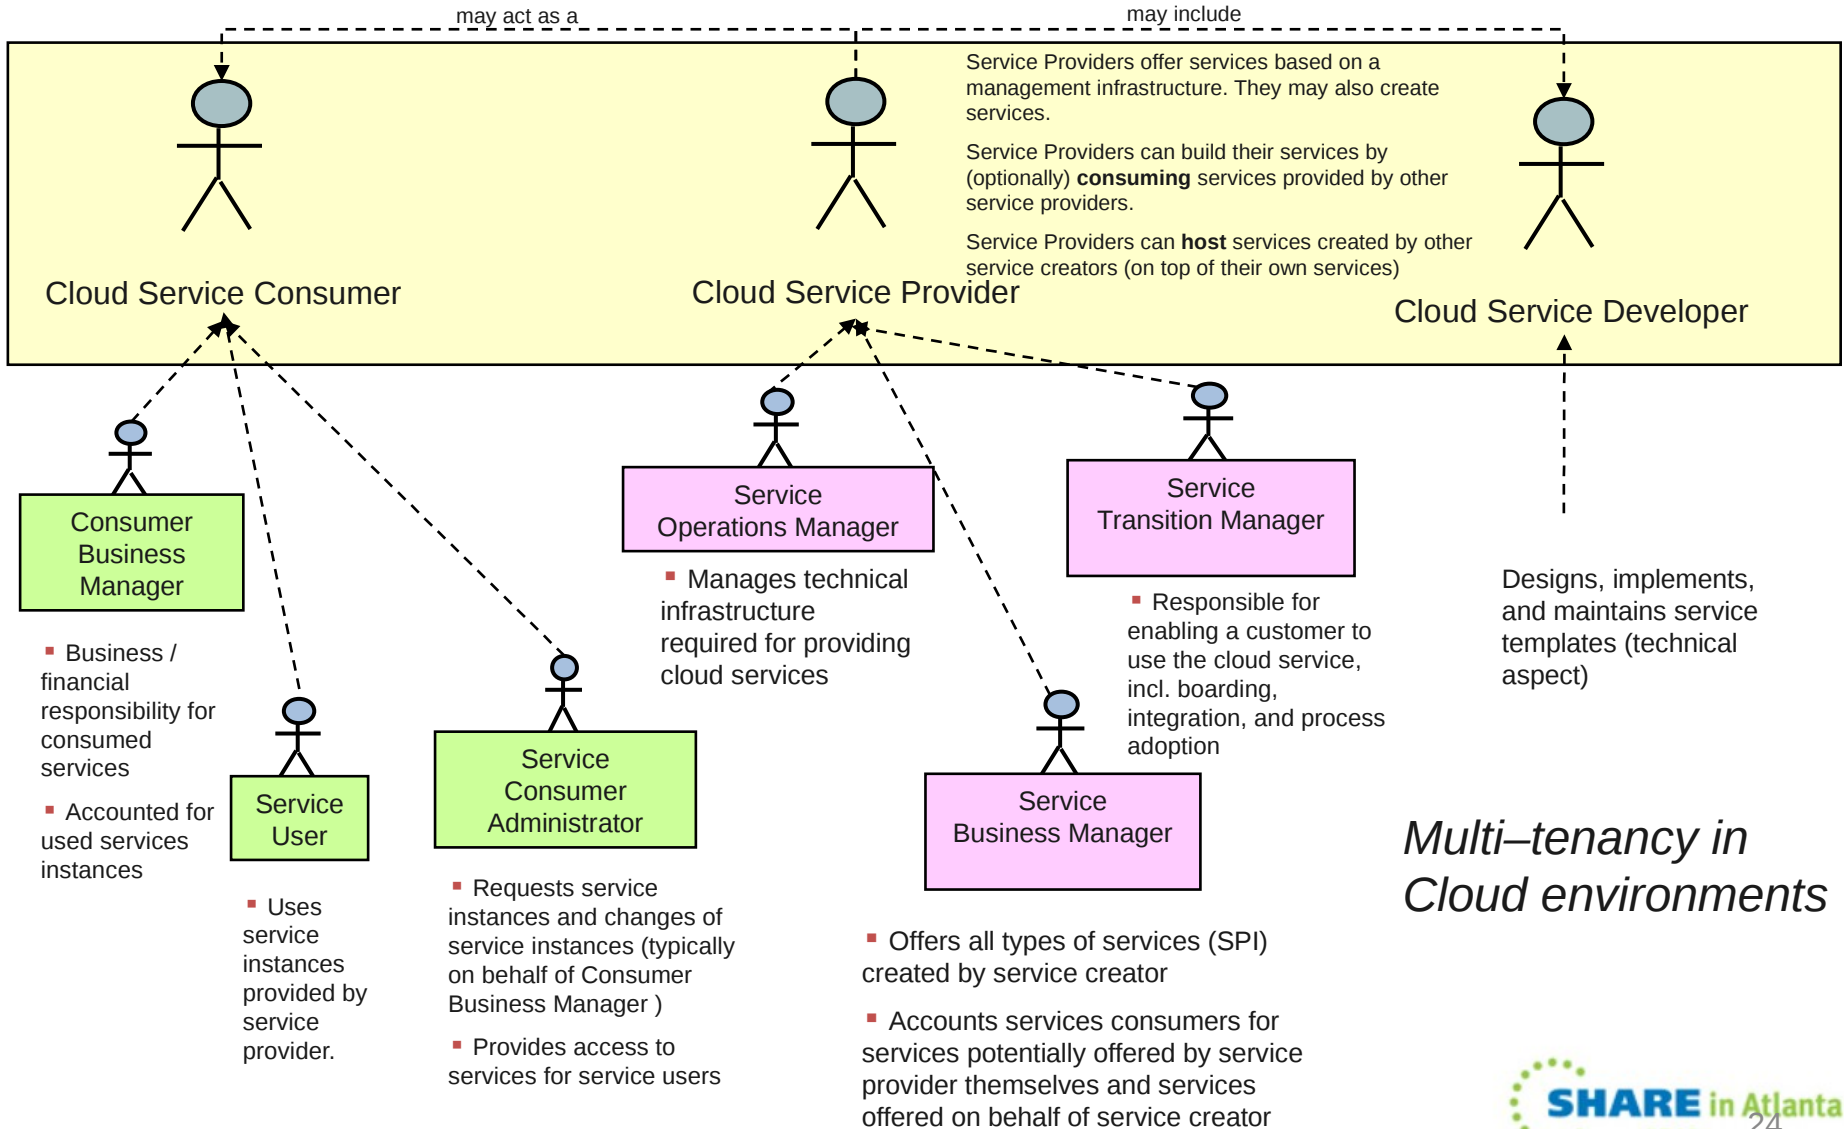 may act as a
may include
Service Providers offer services based on a
management infrastructure. They may also create
services.
Service Providers can build their services by
(optionally) consuming services provided by other
service providers.
Service Providers can host services created by other
service creators (on top of their own services)
Cloud Service Consumer
Cloud Service Provider
Cloud Service Developer
Consumer
Business
Manager
▪ Business /
financial
responsibility for
consumed
services
▪ Accounted for
used services
instances
Service
User
▪ Uses
service
instances
provided by
service
provider.
Service
Consumer
Administrator
▪ Requests service
instances and changes of
service instances (typically
on behalf of Consumer
Business Manager )
▪ Provides access to
services for service users
Service
Operations Manager
▪ Manages technical
infrastructure
required for providing
cloud services
Service
Business Manager
▪ Offers all types of services (SPI)
created by service creator
▪ Accounts services consumers for
services potentially offered by service
provider themselves and services
offered on behalf of service creator
Service
Transition Manager
▪ Responsible for
enabling a customer to
use the cloud service,
incl. boarding,
integration, and process
adoption
Designs, implements,
and maintains service
templates (technical
aspect)
Multi–tenancy in
Cloud environments
SHARE in Atlanta
24